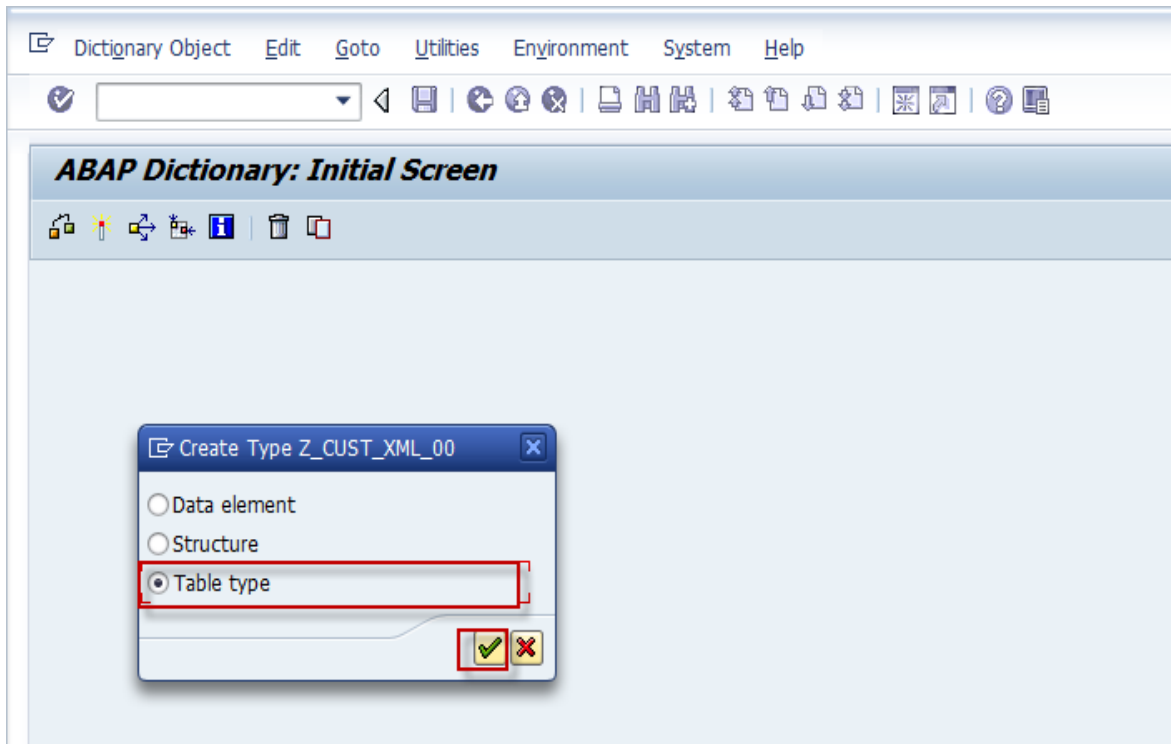 Dictionary Object Edit Goto Utilities Environment System Help
ABAP Dictionary: Initial Screen
Create Type Z_CUST_XML_00
Data element
Structure
Table type